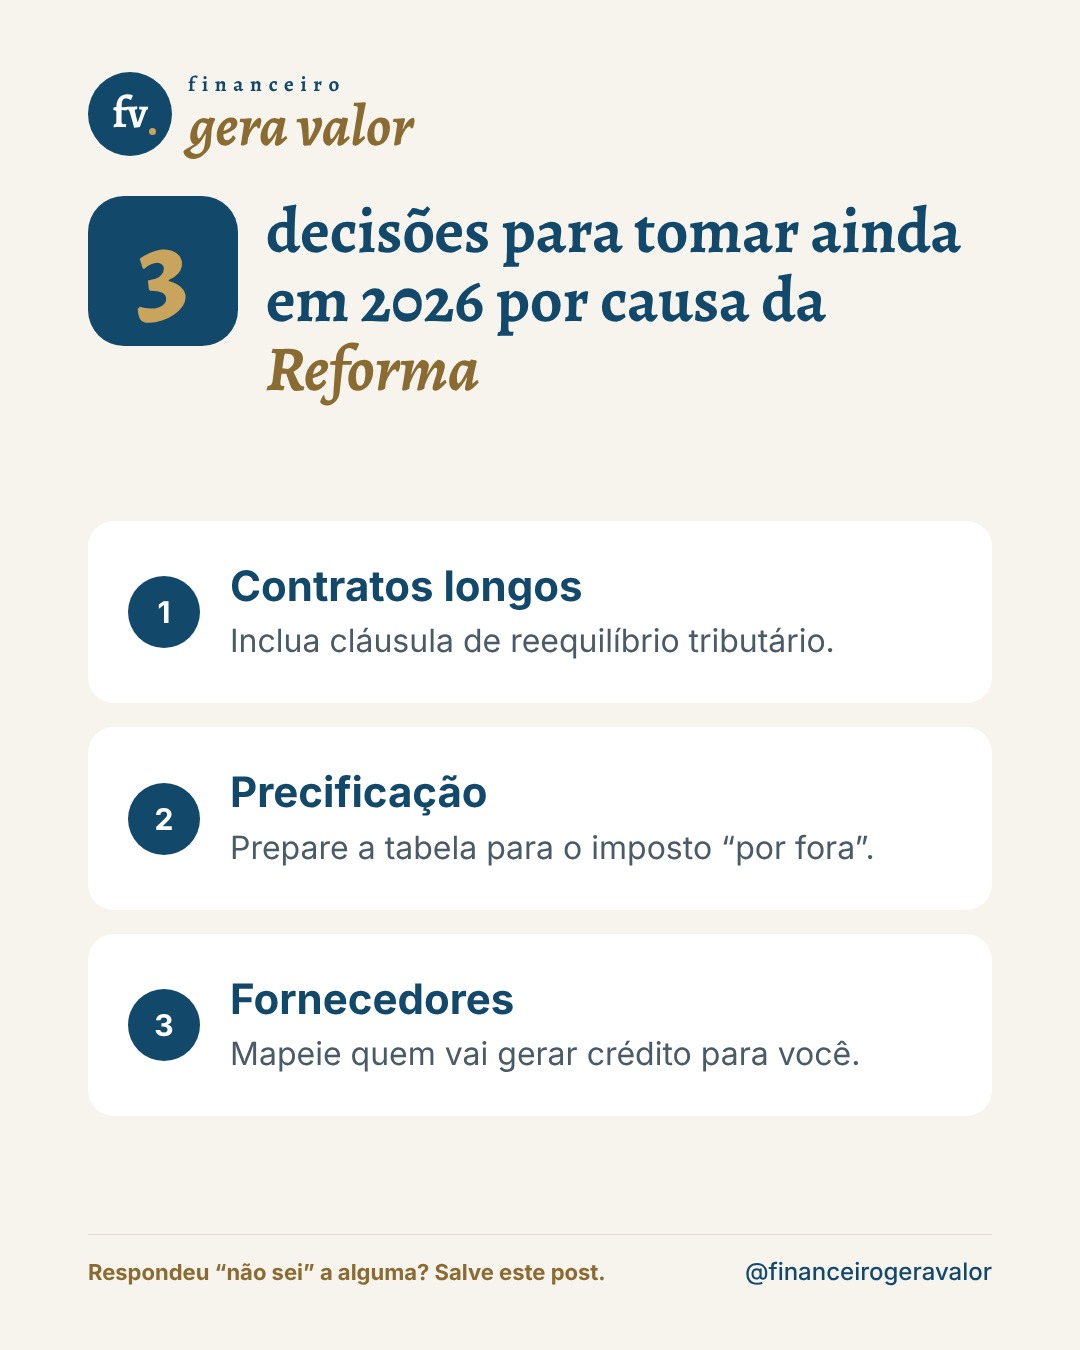 fv.
financeiro
gera valor
3
decisões para tomar ainda
em 2026 por causa da
Reforma
1
Contratos longos
Inclua cláusula de reequilíbrio tributário.
2
Precificação
Prepare a tabela para o imposto “por fora”.
3
Fornecedores
Mapeie quem vai gerar crédito para você.
Respondeu “não sei” a alguma? Salve este post.
@financeirogeravalor